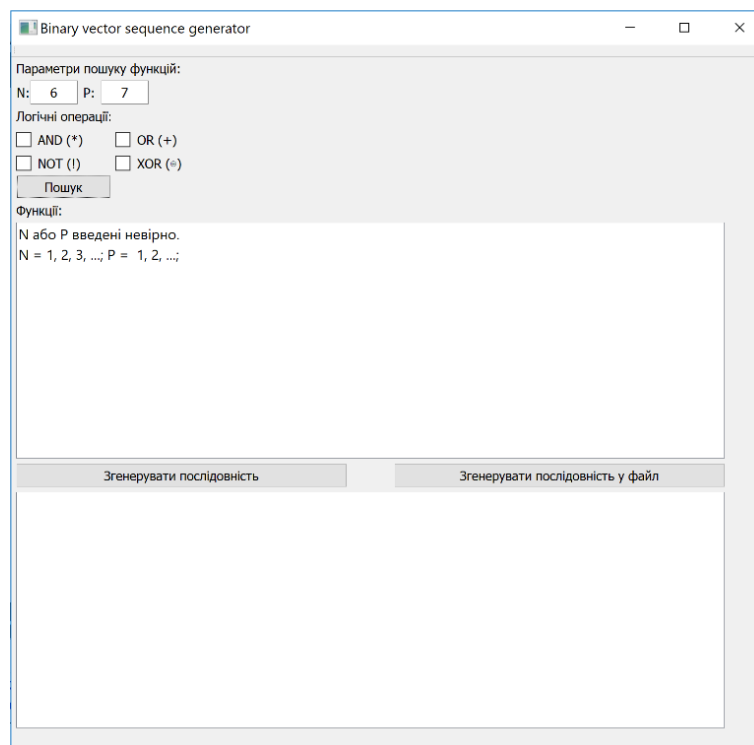 Binary vector sequence generator
Параметри пошуку функцій:
N: 6 P: 7
Логічні операції:
AND (*) OR (+)
NOT (!) XOR (⊕)
Пошук
Функції:
N або P введені невірно.
N = 1, 2, 3, ...; P = 1, 2, ...;
Згенерувати послідовність Згенерувати послідовність у файл